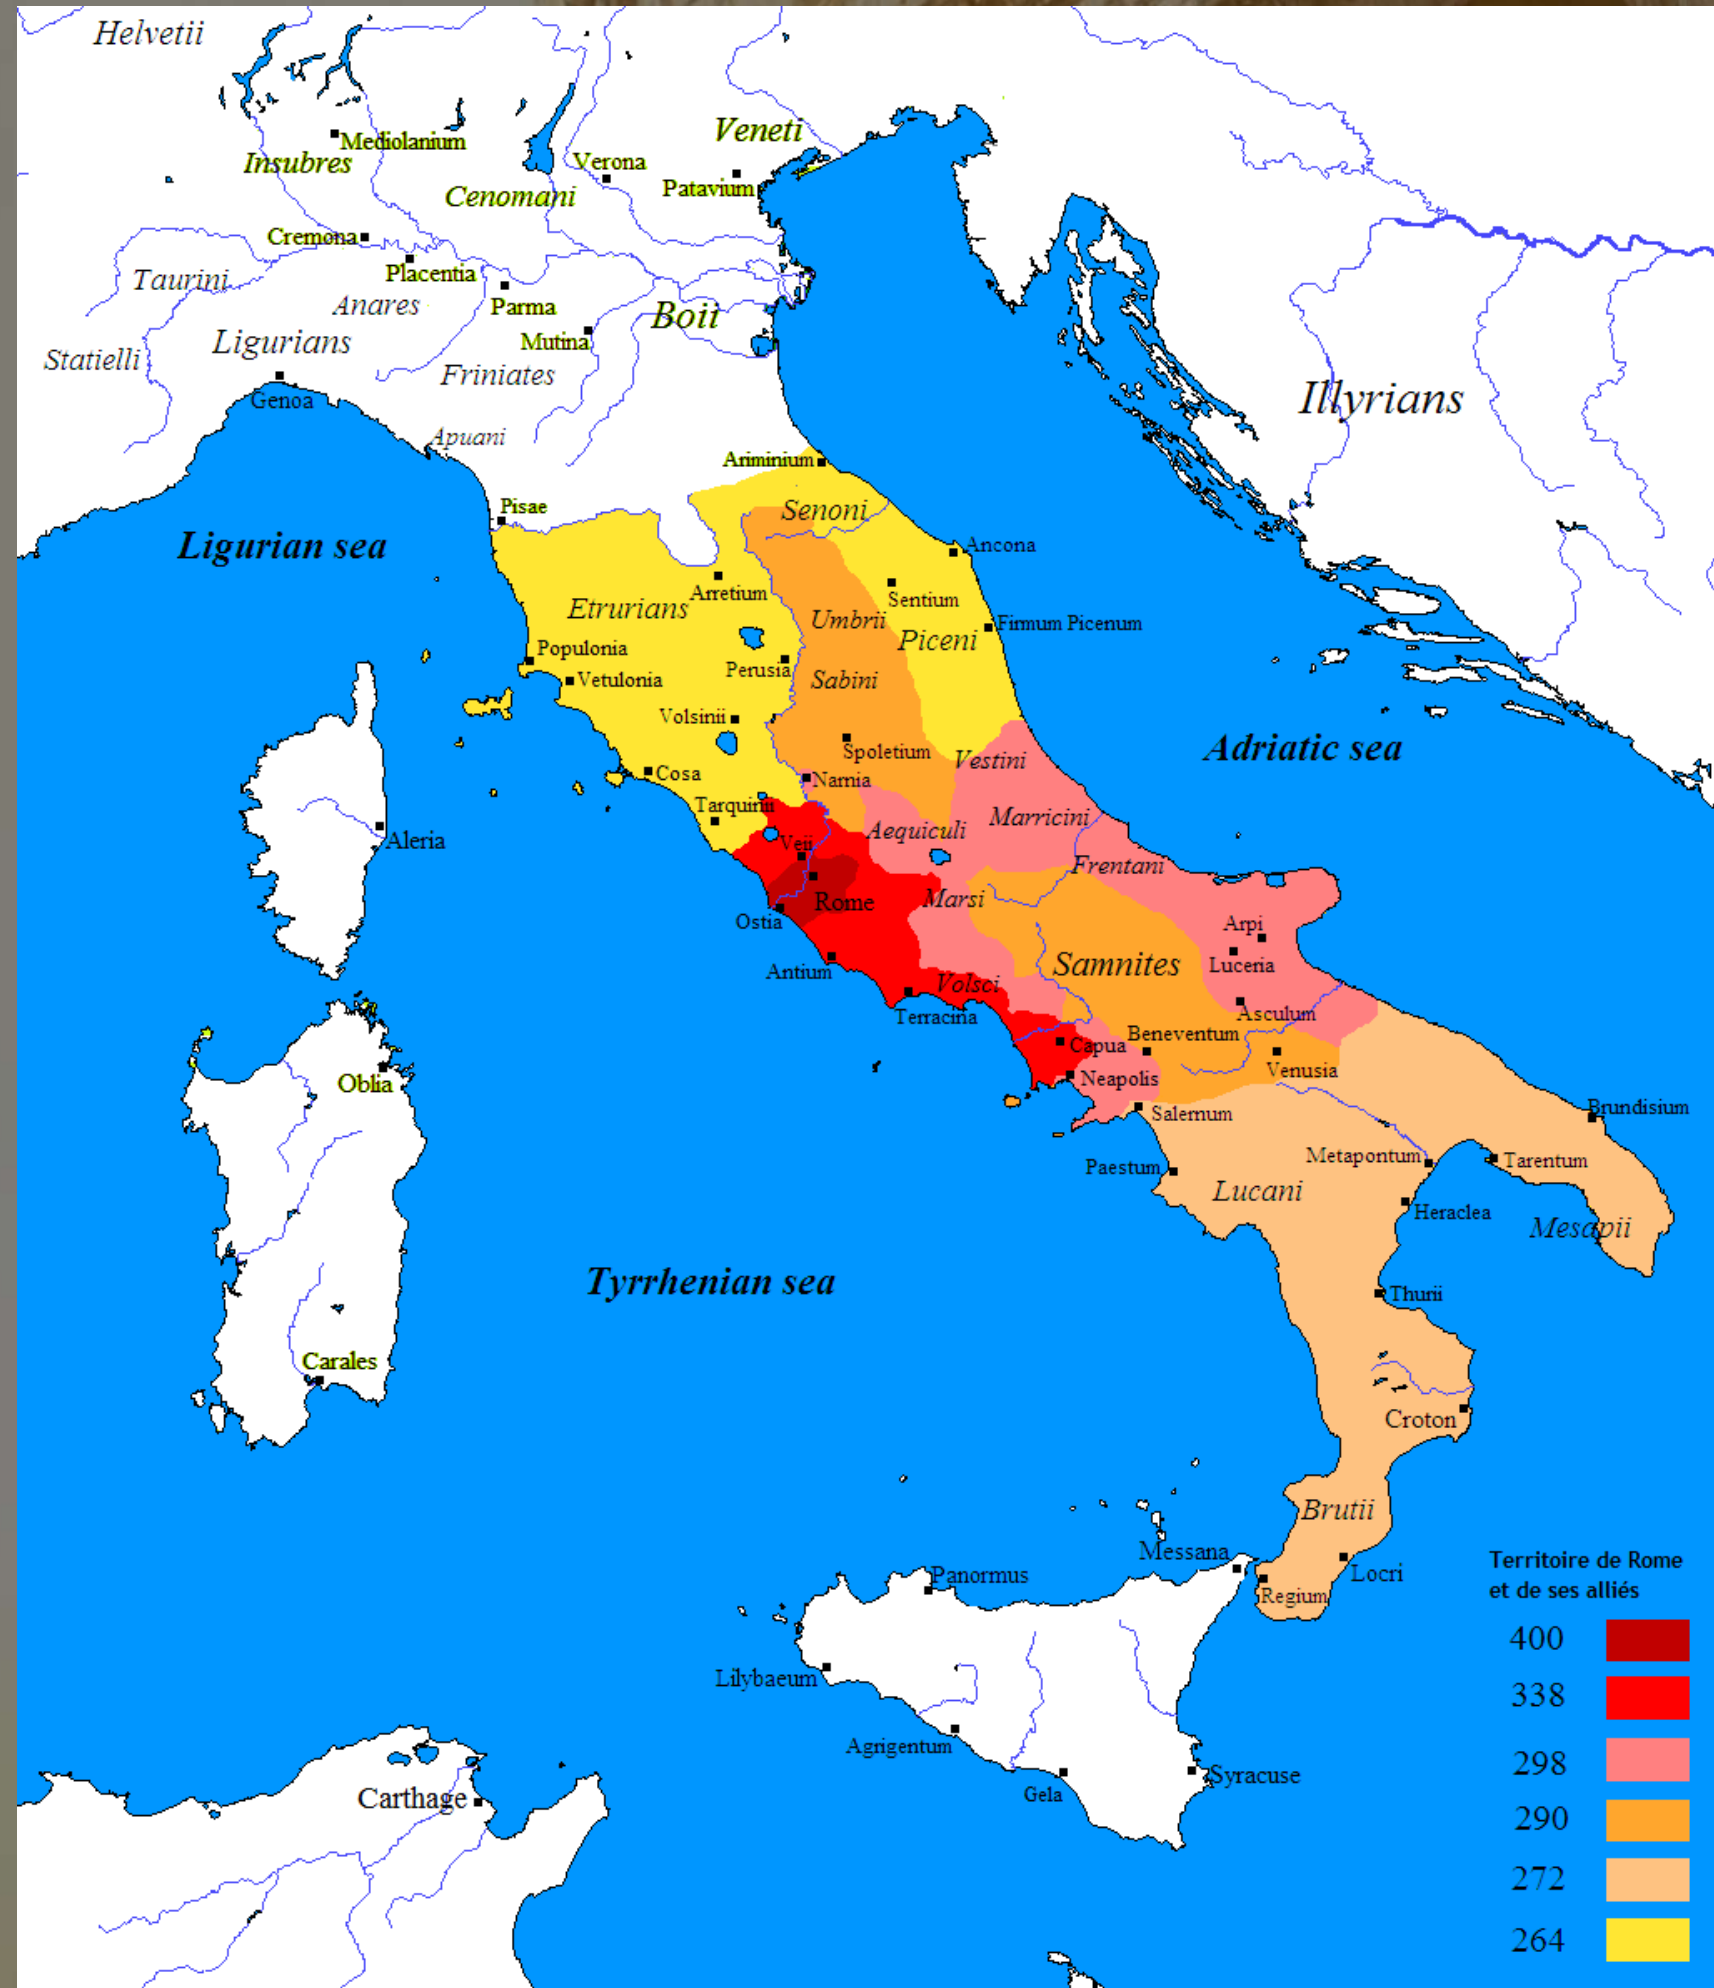 Helvetii
Veneti
Mediolanium
Insubres
Verona
Cenomani
Patavium
Cremona
Placentia
Taurini
Anares
Parma
Boii
Mutina
Ligurians
Statielli
Friniates
Genoa
Illyrians
Apuani
Ariminium
Pisae
Senoni
Ligurian sea
Ancona
Arretium
Sentium
Etrurians
Umbrii
Firmum Picenum
Piceni
Populonia
Perusia
Vetulonia
Sabini
Volsinii
Spoletium
Adriatic sea
Vestini
Cosa
Narnia
Tarquinii
Marricini
Aequiculi
Aleria
Veii
Frentani
Rome
Marsi
Ostia
Arpi
Samnites
Luceria
Antium
Volsci
Terracina
Asculum
Beneventum
Capua
Venusia
Neapolis
Oblia
Salernum
Brundisium
Metapontum
Tarentum
Paestum
Lucani
Heraclea
Mesapii
Tyrrhenian sea
Thurii
Carales
Croton
Brutii
Messana
Locri
Panormus
Regium
Territoire de Rome
et de ses alliés
400
Lilybaeum
338
Agrigentum
298
Syracuse
Gela
Carthage
290
272
264